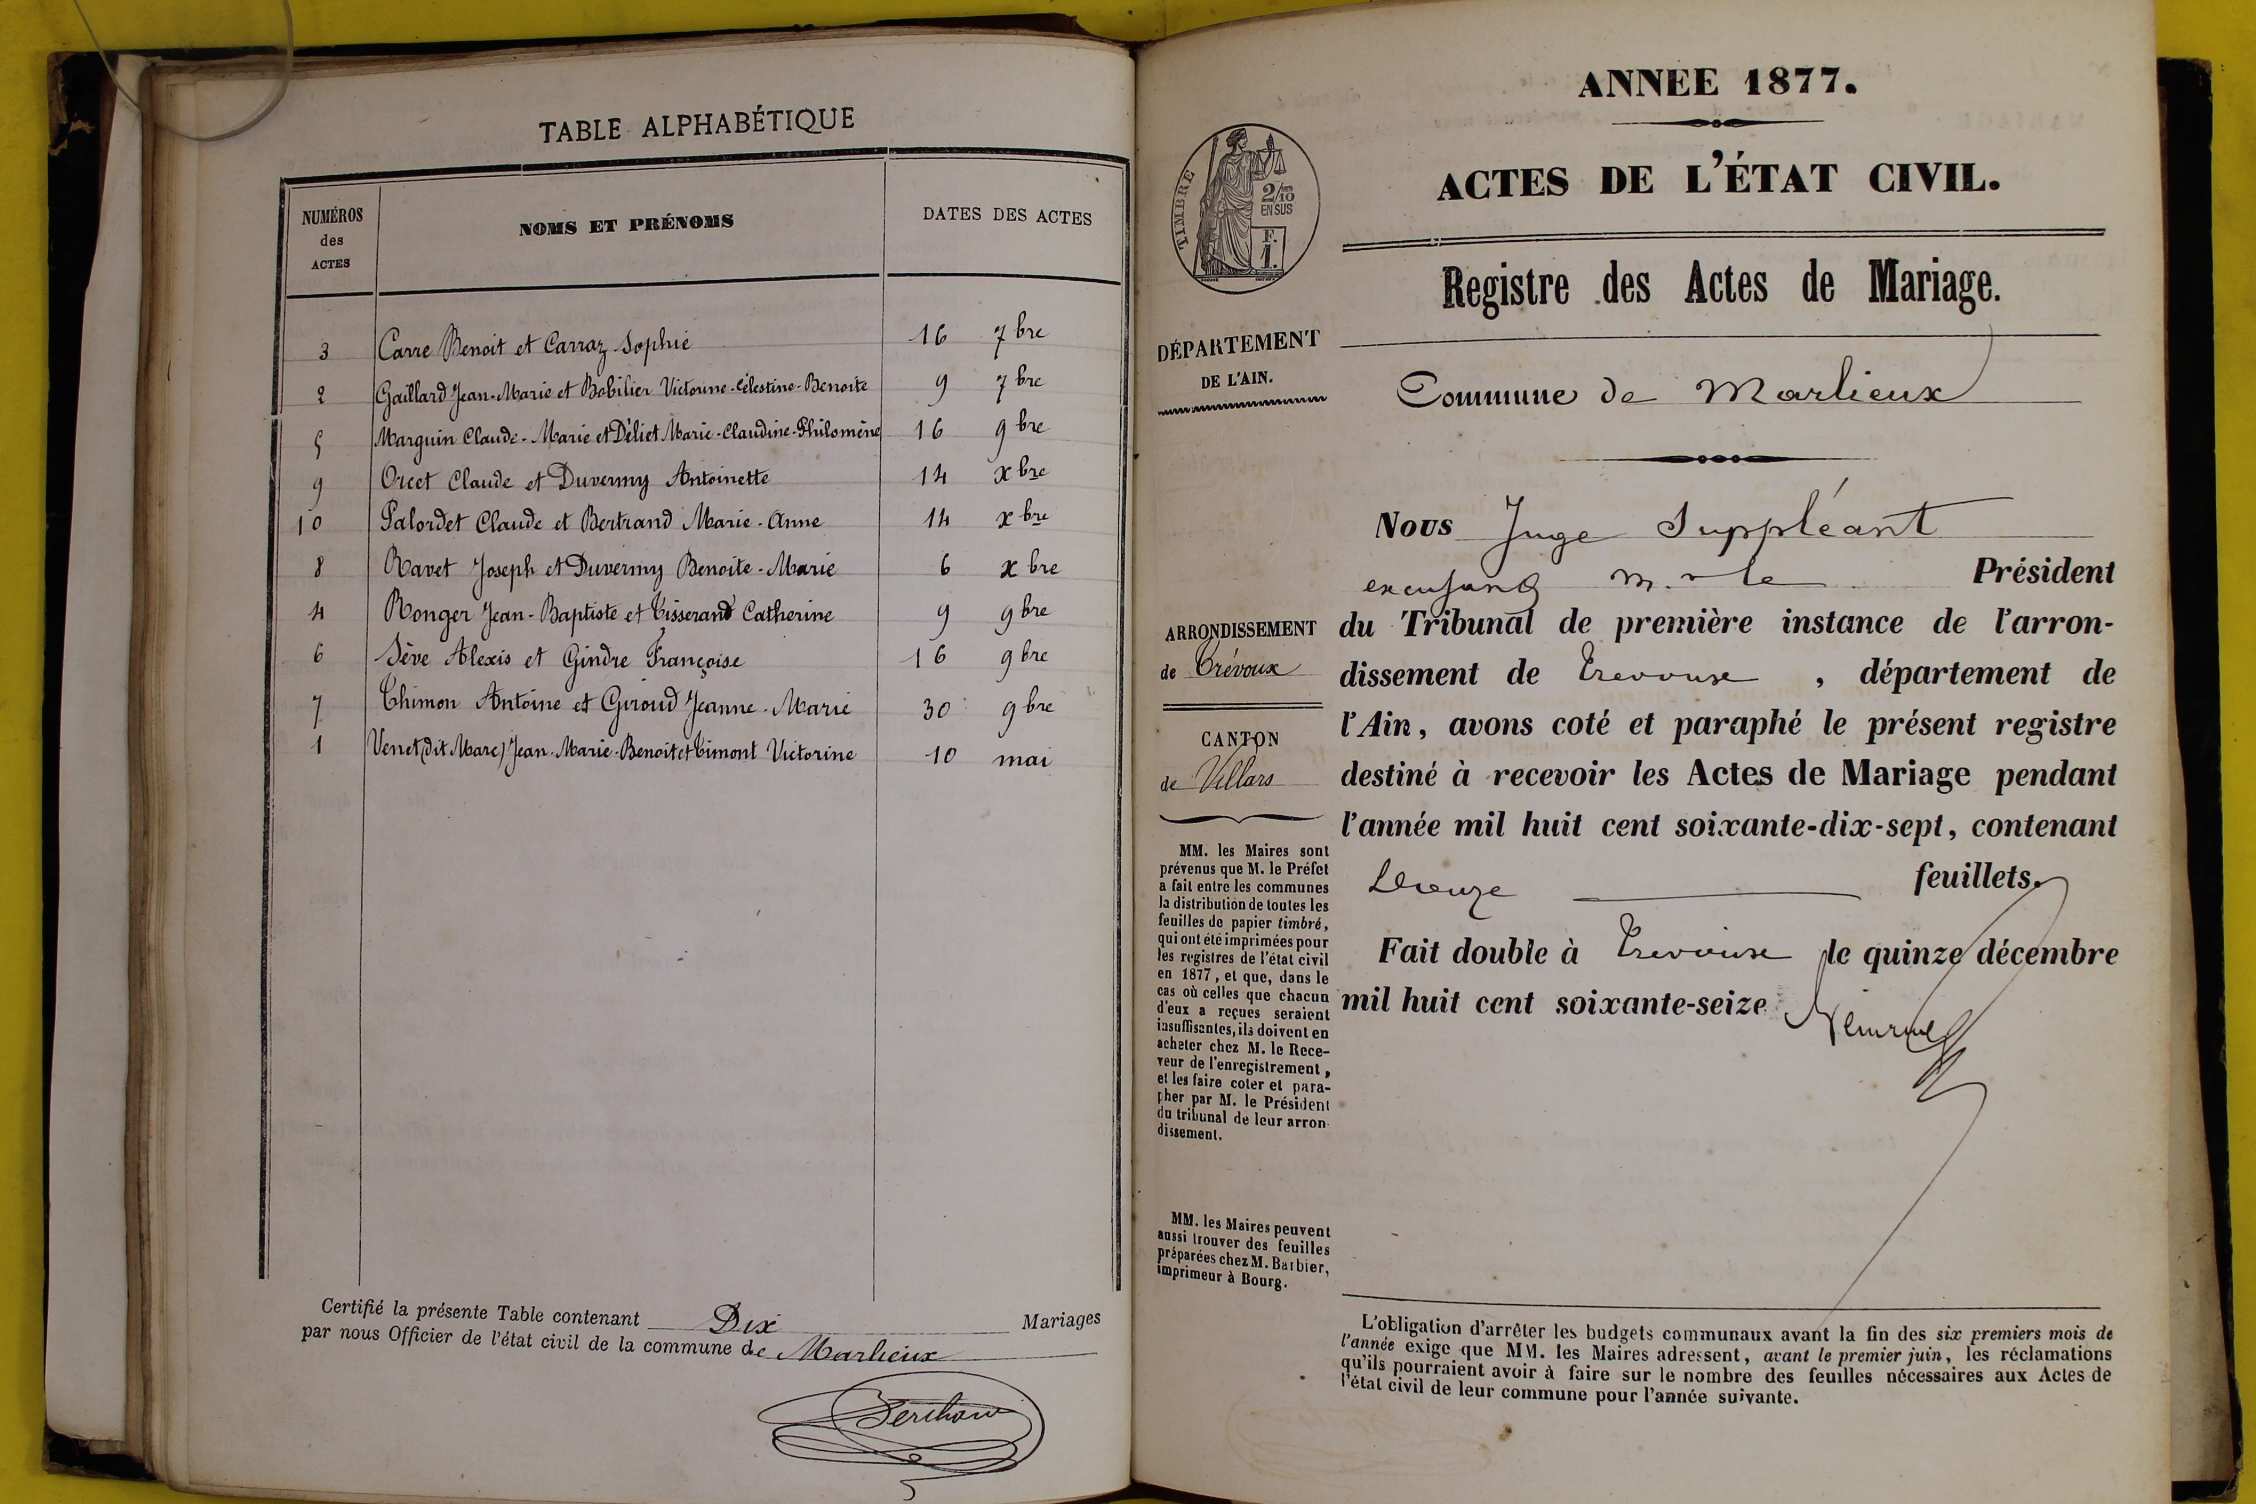 TABLE ALPHABÉTIQUE
NUMÉROS des ACTES
NOMS ET PRÉNOMS
DATES DES ACTES
3 Carre Benoit et Carraz Sophie 16 7bre
2 Gaillard Jean-Marie et Bobilier Victorine-Célestine-Benoite 9 7bre
5 Marguin Claude-Marie et Déliet Marie-Claudine-Philomène 16 9bre
9 Orcet Claude et Duvermy Antoinette 14 xbre
10 Palordet Claude et Bertrand Marie-Anne 14 xbre
8 Ravet Joseph et Duvermy Benoite-Marie 6 xbre
4 Ronger Jean-Baptiste et Tisserand Catherine 9 9bre
6 Sève Alexis et Gindre Françoise 16 9bre
7 Thimon Antoine et Giroud Jeanne-Marie 30 9bre
1 Venet (dit Marc) Jean-Marie-Benoit et Timont Victorine 10 mai
Certifié la présente Table contenant Dix Mariages
par nous Officier de l'état civil de la commune de Marlieux
ANNEE 1877.
ACTES DE L'ÉTAT CIVIL.
TIMBRE
2/10
EN SUS
F.
1.
Registre des Actes de Mariage.
DÉPARTEMENT
DE L'AIN.
Commune de Marlieux
Nous Juge Suppléant
M. le Président
ARRONDISSEMENT
de Trévoux
du Tribunal de première instance de l'arron-
dissement de Trevoux, département de
l'Ain, avons coté et paraphé le présent registre
CANTON
de Villars
destiné à recevoir les Actes de Mariage pendant
l'année mil huit cent soixante-dix-sept, contenant
Douze feuillets.
Fait double à Trevoux le quinze décembre
mil huit cent soixante-seize
MM. les Maires sont
prévenus que M. le Préfet
a fait entre les communes
la distribution de toutes les
feuilles de papier timbré,
qui ont été imprimées pour
les registres de l'état civil
en 1877, et que, dans le
cas où celles que chacun
d'eux a reçues seraient
insuffisantes, ils doivent en
acheter chez M. le Rece-
veur de l'enregistrement,
et les faire coter et para-
pher par M. le Président
du tribunal de leur arron-
dissement.
MM. les Maires peuvent
aussi trouver des feuilles
préparées chez M. Barbier,
imprimeur à Bourg.
L'obligation d'arrêter les budgets communaux avant la fin des six premiers mois de
l'année exige que MM. les Maires adressent, avant le premier juin, les réclamations
qu'ils pourraient avoir à faire sur le nombre des feuilles nécessaires aux Actes de
l'état civil de leur commune pour l'année suivante.